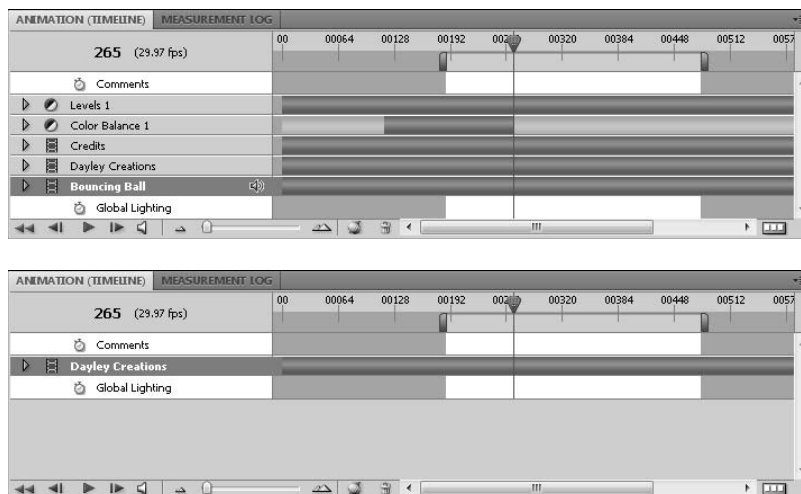 ANIMATION (TIMELINE) MEASUREMENT LOG
265 (29.97 fps) 00 00064 00128 00192 00320 00384 00448 00512 0057
Comments
Levels 1
Color Balance 1
Credits
Dayley Creations
Bouncing Ball
Global Lighting
ANIMATION (TIMELINE) MEASUREMENT LOG
265 (29.97 fps) 00 00064 00128 00192 00320 00384 00448 00512 0057
Comments
Dayley Creations
Global Lighting